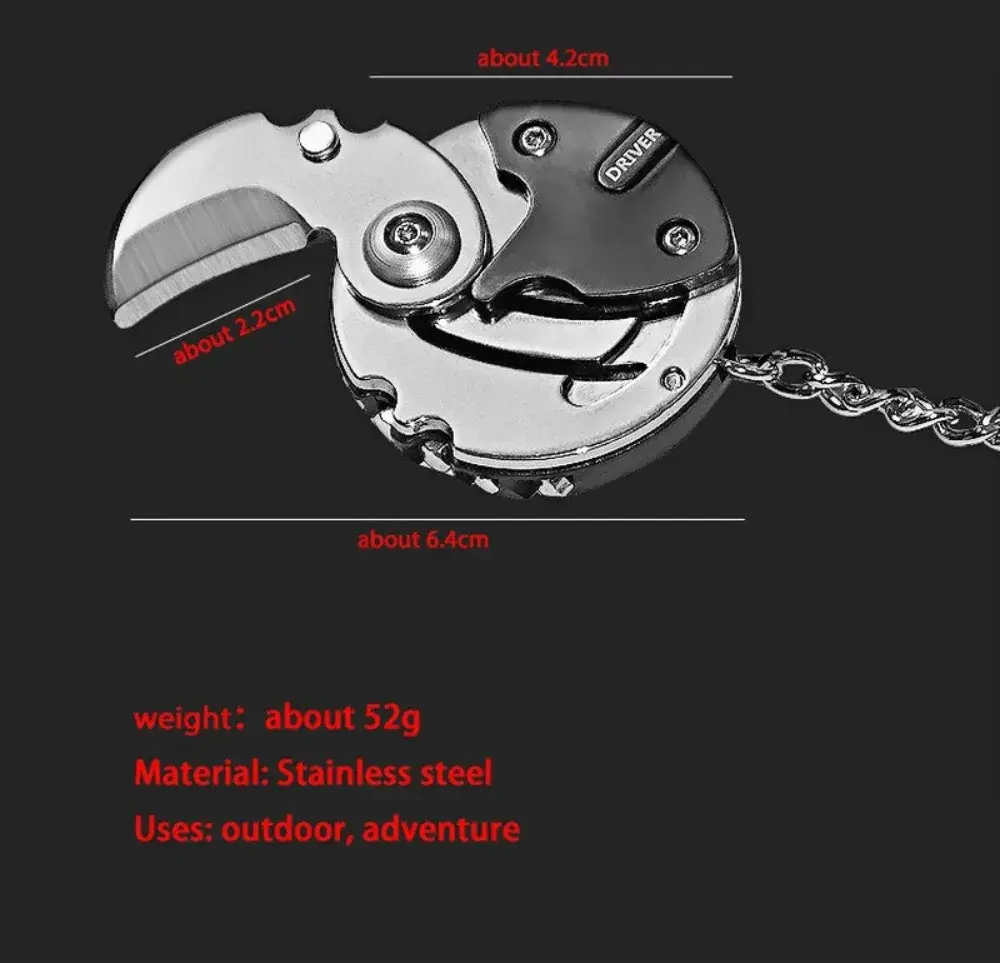 about 4.2cm
DRIVER
about 2.2cm
about 6.4cm
weight：about 52g
Material: Stainless steel
Uses: outdoor, adventure